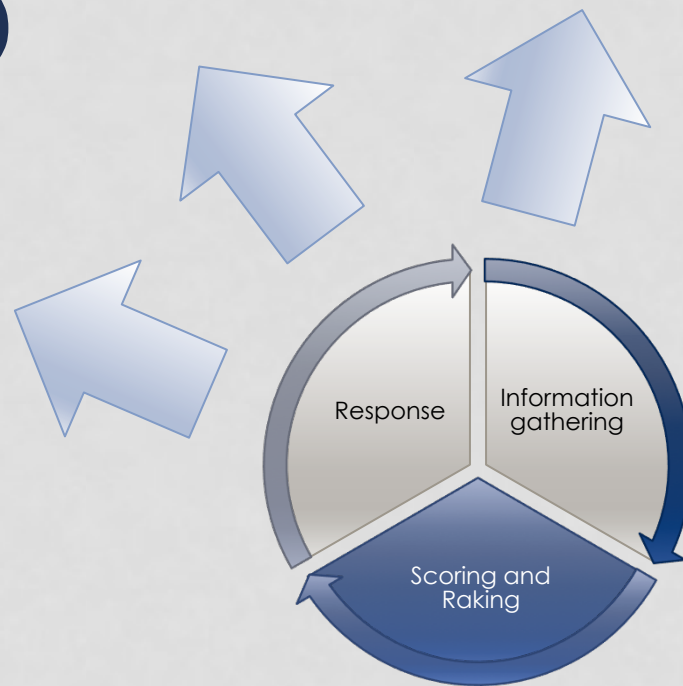 Response
Information
gathering
Scoring and
Raking